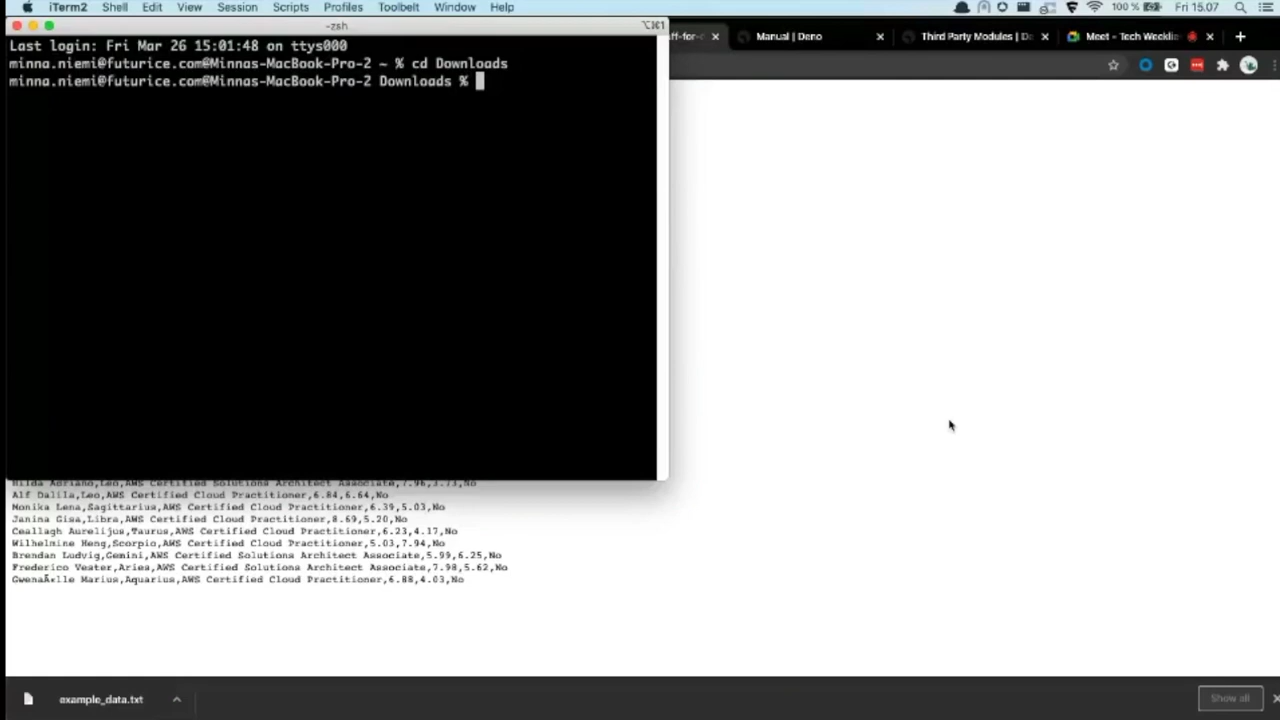 iTerm2 Shell Edit View Session Scripts Profiles Toolbelt Window Help 100 % Fri 15.07
-zsh ⌥⌘1
Manual | Deno
Third Party Modules | De
Meet – Tech Weekli
Last login: Fri Mar 26 15:01:48 on ttys000
minna.niemi@futurice.com@Minnas-MacBook-Pro-2 ~ % cd Downloads
minna.niemi@futurice.com@Minnas-MacBook-Pro-2 Downloads %
Hilda Adriano,Leo,AWS Certified Solutions Architect Associate,7.96,3.73,No
Alf Dalila,Leo,AWS Certified Cloud Practitioner,6.84,6.64,No
Monika Lena,Sagittarius,AWS Certified Cloud Practitioner,6.39,5.03,No
Janina Gisa,Libra,AWS Certified Cloud Practitioner,8.69,5.20,No
Ceallagh Aurelijus,Taurus,AWS Certified Cloud Practitioner,6.23,4.17,No
Wilhelmine Heng,Scorpio,AWS Certified Cloud Practitioner,5.03,7.94,No
Brendan Ludvig,Gemini,AWS Certified Solutions Architect Associate,5.99,6.25,No
Frederico Vester,Aries,AWS Certified Solutions Architect Associate,7.98,5.62,No
Marius,Aquarius,AWS Certified Cloud Practitioner,6.88,4.03,No
example_data.txt
Show all